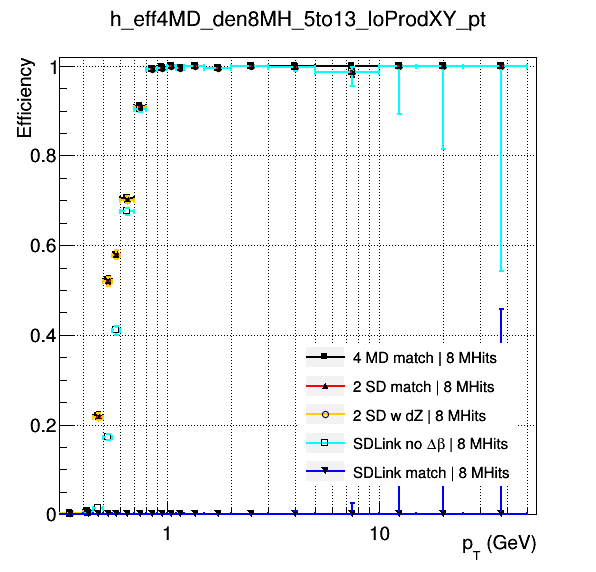 h_eff4MD_den8MH_5to13_loProdXY_pt
Efficiency
1
0.8
0.6
0.4
0.2
0
4 MD match | 8 MHits
2 SD match | 8 MHits
2 SD w dZ | 8 MHits
SDLink no Δβ | 8 MHits
SDLink match | 8 MHits
1
10
p_T (GeV)